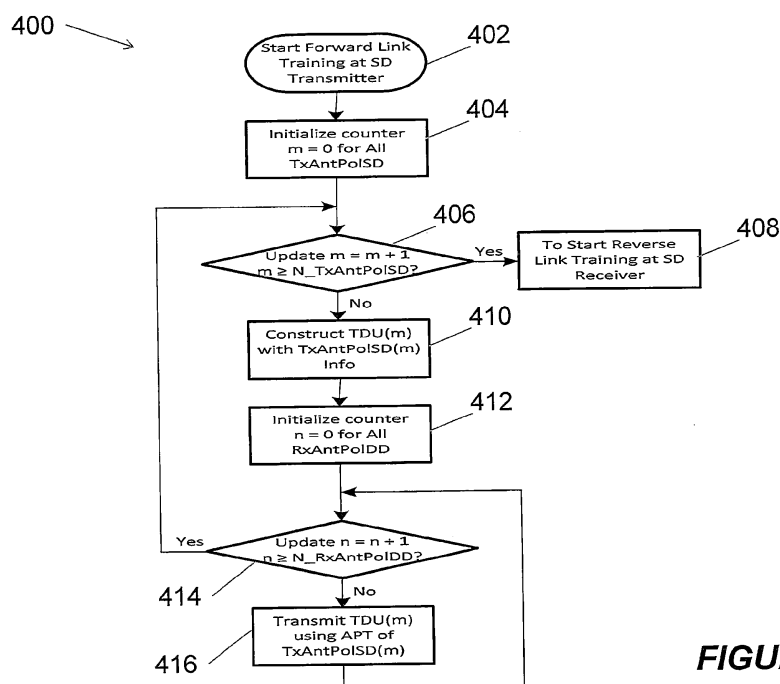 400
Start Forward Link
Training at SD
Transmitter
402
Initialize counter
m = 0 for All
TxAntPolSD
404
Update m = m + 1
m ≥ N_TxAntPolSD?
406
Yes
To Start Reverse
Link Training at SD
Receiver
408
No
Construct TDU(m)
with TxAntPolSD(m)
Info
410
Initialize counter
n = 0 for All
RxAntPolDD
412
Yes
Update n = n + 1
n ≥ N_RxAntPolDD?
414
No
Transmit TDU(m)
using APT of
TxAntPolSD(m)
416
FIGU